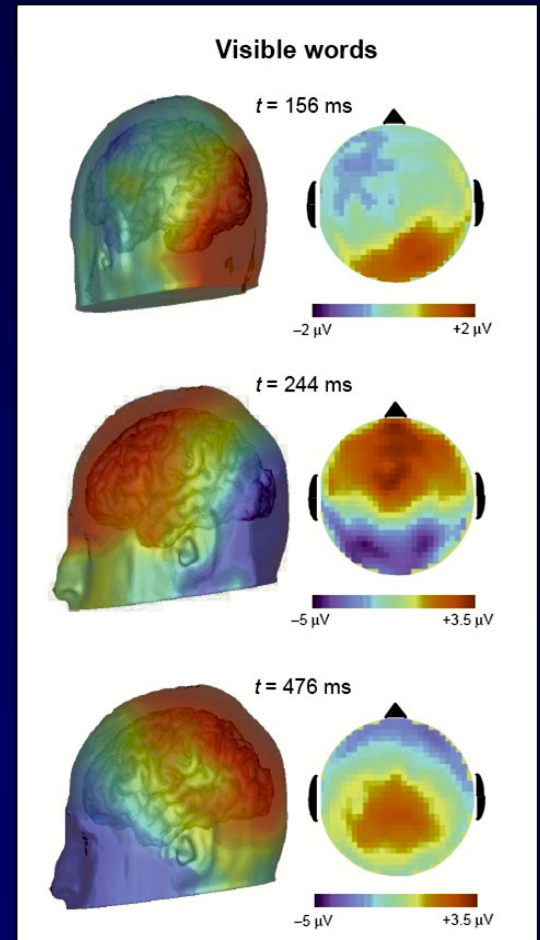 Visible words
t = 156 ms
–2 µV +2 µV
t = 244 ms
–5 µV +3.5 µV
t = 476 ms
–5 µV +3.5 µV